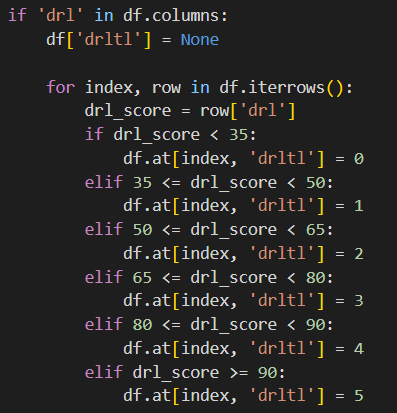 if 'drl' in df.columns:
    df['drltl'] = None

    for index, row in df.iterrows():
        drl_score = row['drl']
        if drl_score < 35:
            df.at[index, 'drltl'] = 0
        elif 35 <= drl_score < 50:
            df.at[index, 'drltl'] = 1
        elif 50 <= drl_score < 65:
            df.at[index, 'drltl'] = 2
        elif 65 <= drl_score < 80:
            df.at[index, 'drltl'] = 3
        elif 80 <= drl_score < 90:
            df.at[index, 'drltl'] = 4
        elif drl_score >= 90:
            df.at[index, 'drltl'] = 5